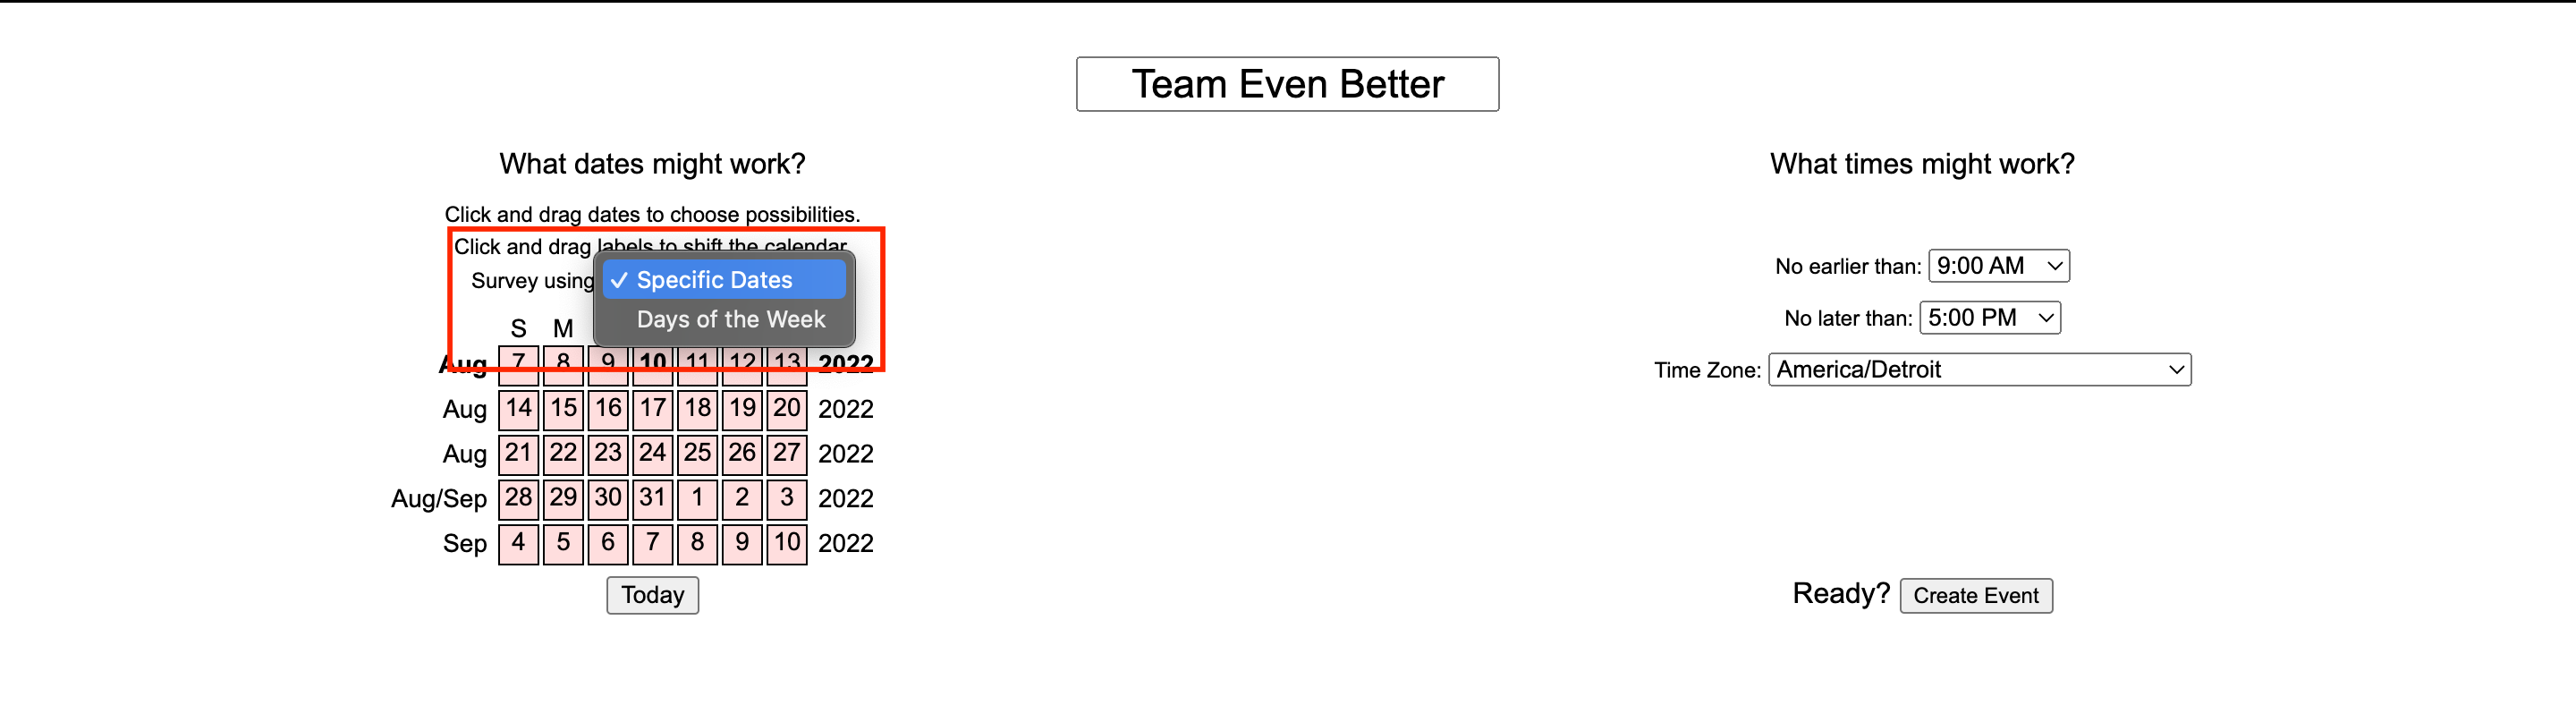 Team Even Better
What dates might work?
Click and drag dates to choose possibilities.
Click and drag labels to shift the calendar.
Survey using
✓ Specific Dates
Days of the Week
S M
Aug 7 8 9 10 11 12 13 2022
Aug 14 15 16 17 18 19 20 2022
Aug 21 22 23 24 25 26 27 2022
Aug/Sep 28 29 30 31 1 2 3 2022
Sep 4 5 6 7 8 9 10 2022
Today
What times might work?
No earlier than: 9:00 AM
No later than: 5:00 PM
Time Zone: America/Detroit
Ready? Create Event